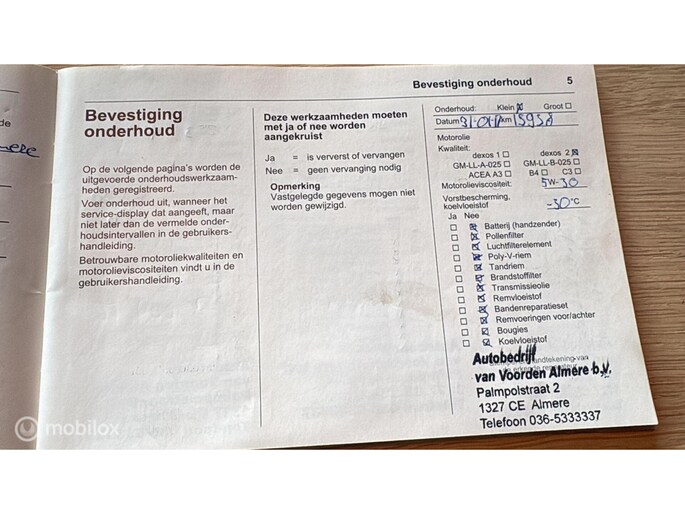 Bevestiging onderhoud 5
de
mere
Bevestiging
onderhoud
Op de volgende pagina's worden de
uitgevoerde onderhoudswerkzaam-
heden geregistreerd.
Voer onderhoud uit, wanneer het
service-display dat aangeeft, maar
niet later dan de vermelde onder-
houdsintervallen in de gebruikers-
handleiding.
Betrouwbare motoroliekwaliteiten en
motorolieviscositeiten vindt u in de
gebruikershandleiding.
Deze werkzaamheden moeten
met ja of nee worden
aangekruist
Ja = is ververst of vervangen
Nee = geen vervanging nodig
Opmerking
Vastgelegde gegevens mogen niet
worden gewijzigd.
Onderhoud: Klein ☒ Groot ☐
Datum km
Motorolie
Kwaliteit:
dexos 1 ☐ dexos 2 ☒
GM-LL-A-025 ☐ GM-LL-B-025 ☐
ACEA A3 ☐ B4 ☐ C3 ☐
Motorolieviscositeit: 5W-30
Vorstbescherming,
koelvloeistof -30 °C
Ja Nee
☐ ☒ Batterij (handzender)
☐ ☒ Pollenfilter
☐ ☒ Luchtfilterelement
☐ ☒ Poly-V-riem
☐ ☒ Tandriem
☐ ☒ Brandstoffilter
☐ ☒ Transmissieolie
☐ ☒ Remvloeistof
☐ ☒ Bandenreparatieset
☐ ☒ Remvoeringen voor/achter
☐ ☒ Bougies
☐ ☒ Koelvloeistof
Autobedrijf
van Voorden Almere b.v.
Palmpolstraat 2
1327 CE Almere
Telefoon 036-5333337
mobilox